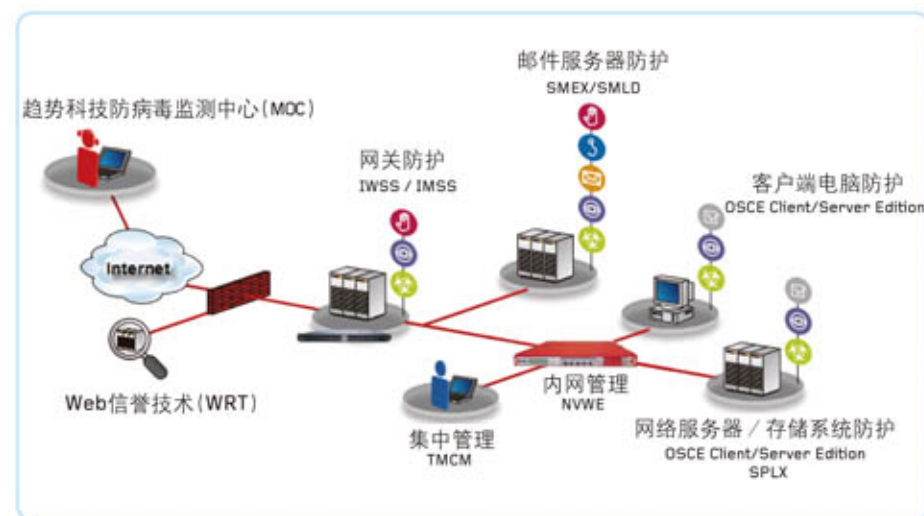 邮件服务器防护
SMEX/SMLD
趋势科技防病毒监测中心(MOC)
网关防护
IWSS / IMSS
客户端电脑防护
OSCE Client/Server Edition
Internet
Web信誉技术(WRT)
内网管理
NVWE
集中管理
TMCM
网络服务器 / 存储系统防护
OSCE Client/Server Edition
SPLX